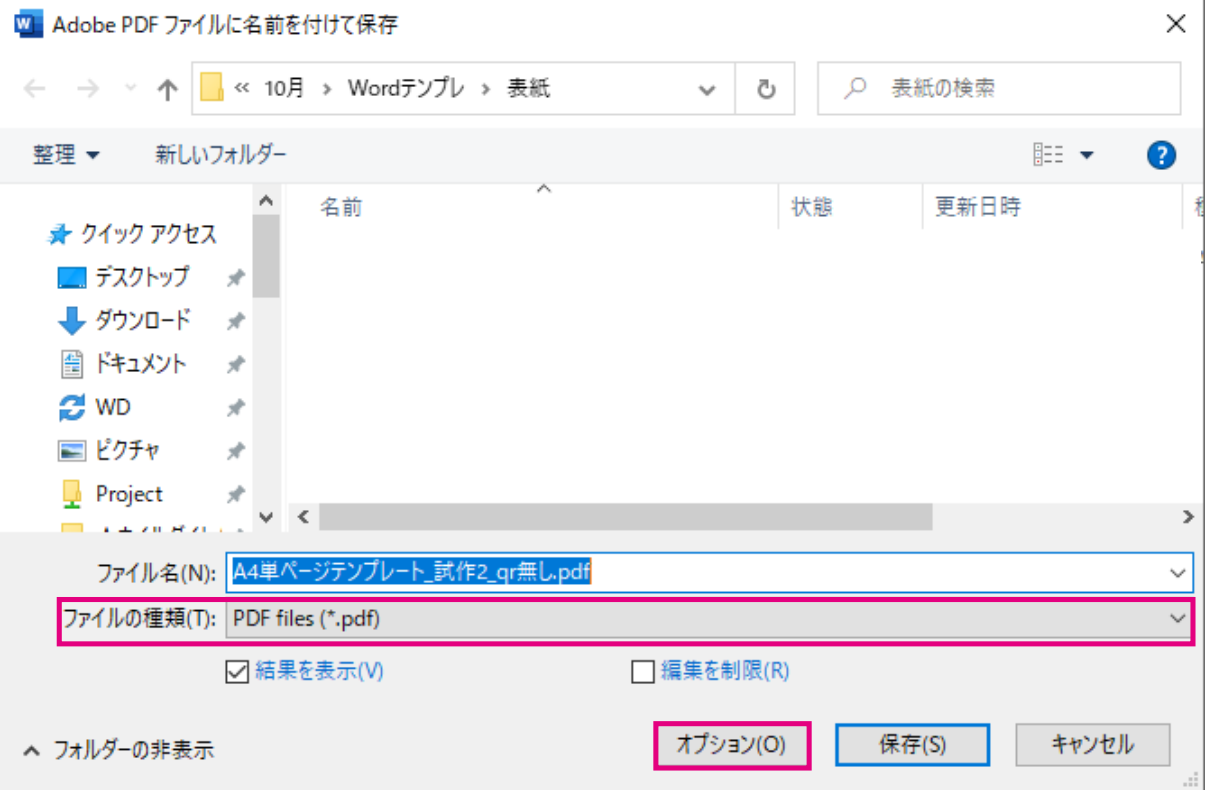 Adobe PDF ファイルに名前を付けて保存
« 10月 › Wordテンプレ › 表紙
表紙の検索
整理
新しいフォルダー
名前
状態
更新日時
クイック アクセス
デスクトップ
ダウンロード
ドキュメント
WD
ピクチャ
Project
ファイル名(N):
A4単ページテンプレート_試作2_qr無し.pdf
ファイルの種類(T):
PDF files (*.pdf)
結果を表示(V)
編集を制限(R)
フォルダーの非表示
オプション(O)
保存(S)
キャンセル